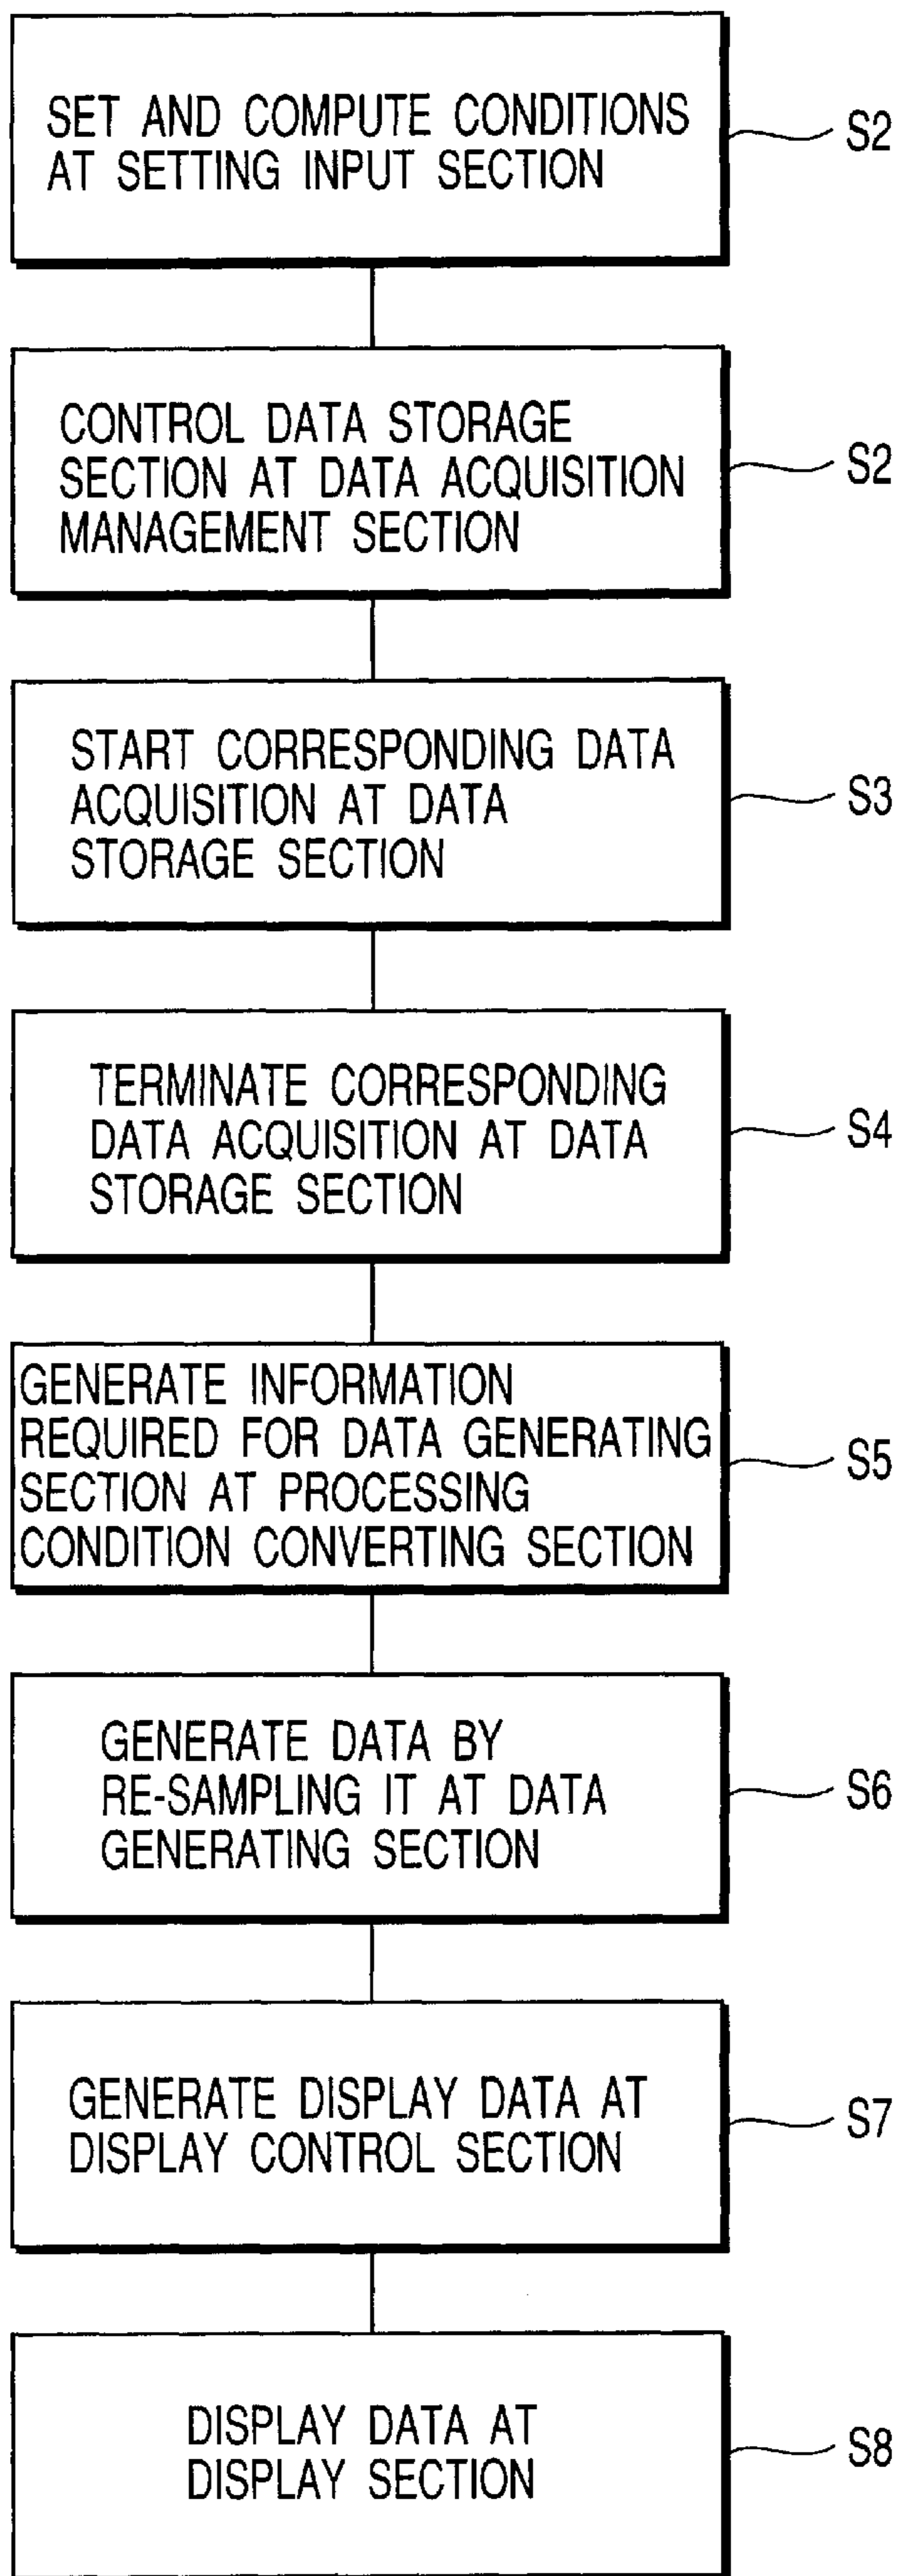 SET AND COMPUTE CONDITIONS
AT SETTING INPUT SECTION
S2
CONTROL DATA STORAGE
SECTION AT DATA ACQUISITION
MANAGEMENT SECTION
S2
START CORRESPONDING DATA
ACQUISITION AT DATA
STORAGE SECTION
S3
TERMINATE CORRESPONDING
DATA ACQUISITION AT DATA
STORAGE SECTION
S4
GENERATE INFORMATION
REQUIRED FOR DATA GENERATING
SECTION AT PROCESSING
CONDITION CONVERTING SECTION
S5
GENERATE DATA BY
RE-SAMPLING IT AT DATA
GENERATING SECTION
S6
GENERATE DISPLAY DATA AT
DISPLAY CONTROL SECTION
S7
DISPLAY DATA AT
DISPLAY SECTION
S8